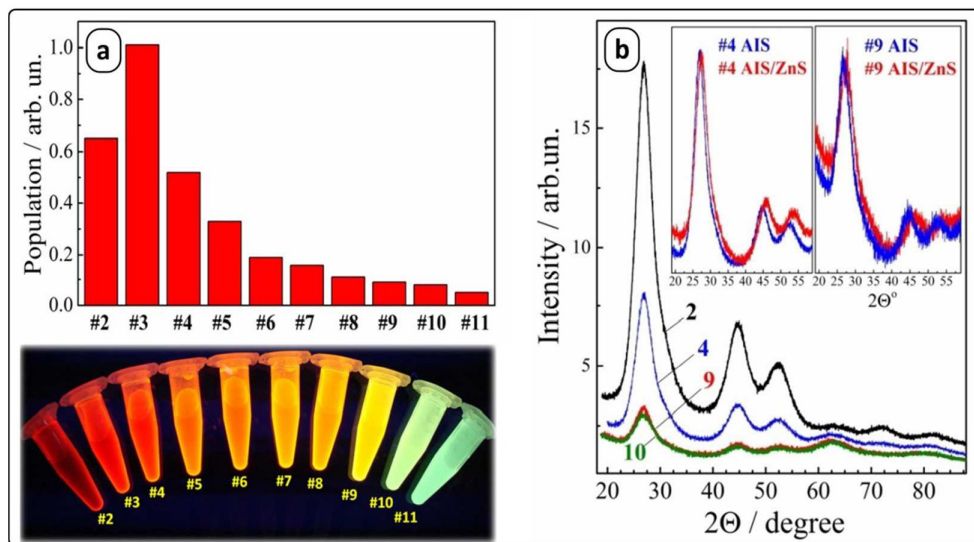 a
Population / arb. un.
1.0
0.8
0.6
0.4
0.2
0.0
#2 #3 #4 #5 #6 #7 #8 #9 #10 #11
#2
#3
#4
#5
#6
#7
#8
#9
#10
#11
b
Intensity / arb.un.
15
10
5
#4 AIS
#4 AIS/ZnS
20 25 30 35 40 45 50 55
#9 AIS
#9 AIS/ZnS
20 25 30 35 40 45 50 55
2Θº
2
4
9
10
20 30 40 50 60 70 80
2Θ / degree